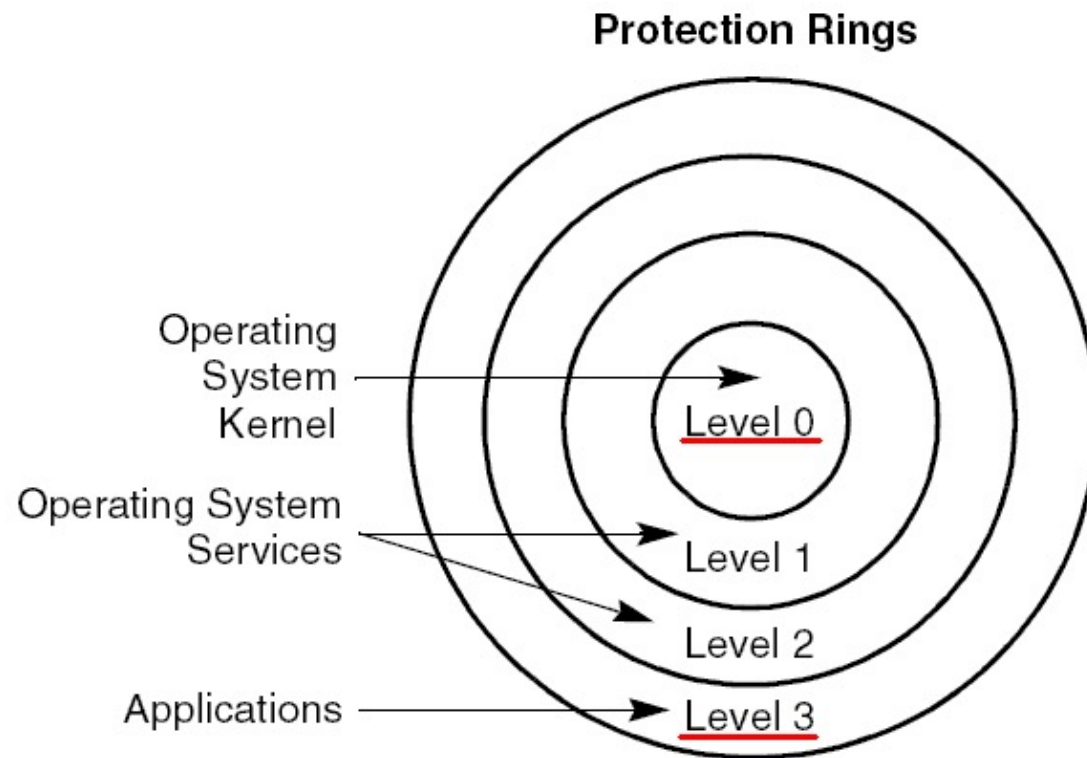 Protection Rings
Operating
System
Kernel
Level 0
Operating System
Services
Level 1
Level 2
Applications
Level 3